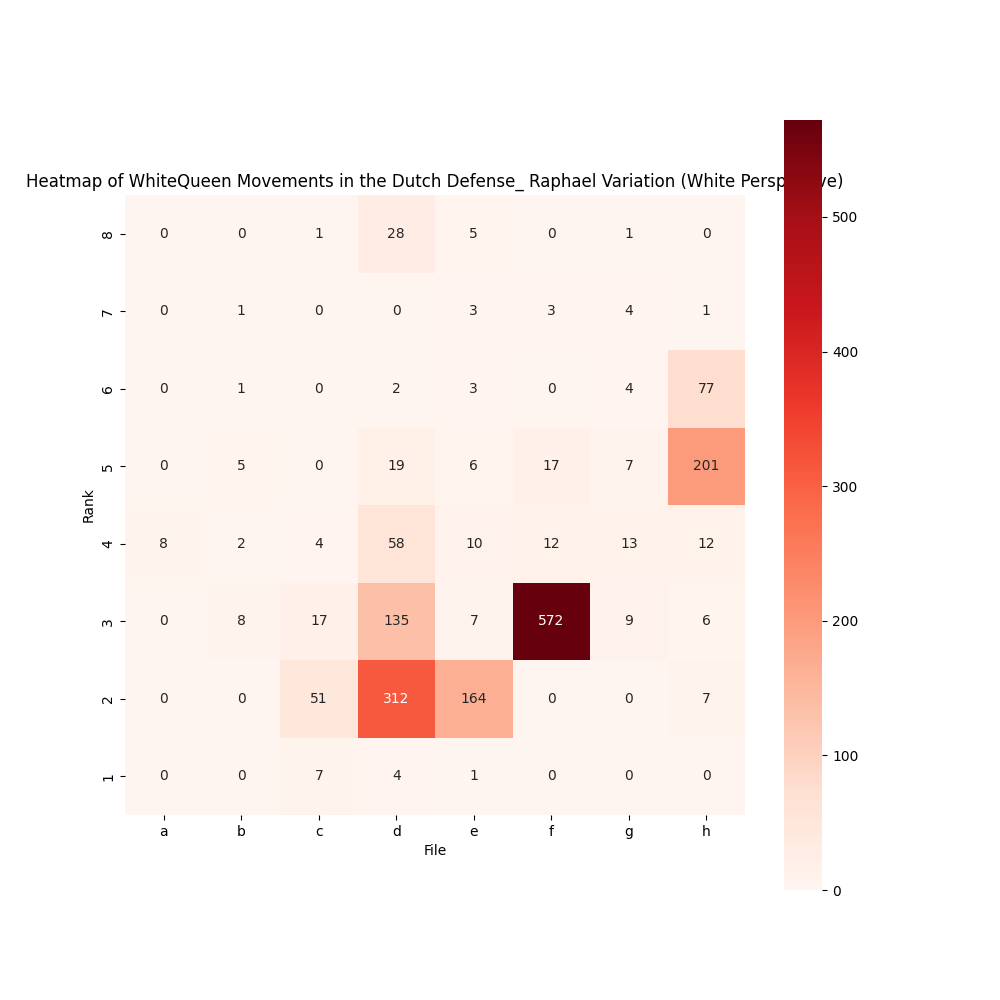 Heatmap of WhiteQueen Movements in the Dutch Defense_ Raphael Variation (White Perspective)
8 0 0 1 28 5 0 1 0
7 0 1 0 0 3 3 4 1
6 0 1 0 2 3 0 4 77
5 0 5 0 19 6 17 7 201
Rank
4 8 2 4 58 10 12 13 12
3 0 8 17 135 7 572 9 6
2 0 0 51 312 164 0 0 7
1 0 0 7 4 1 0 0 0
a b c d e f g h
File
500
400
300
200
100
0